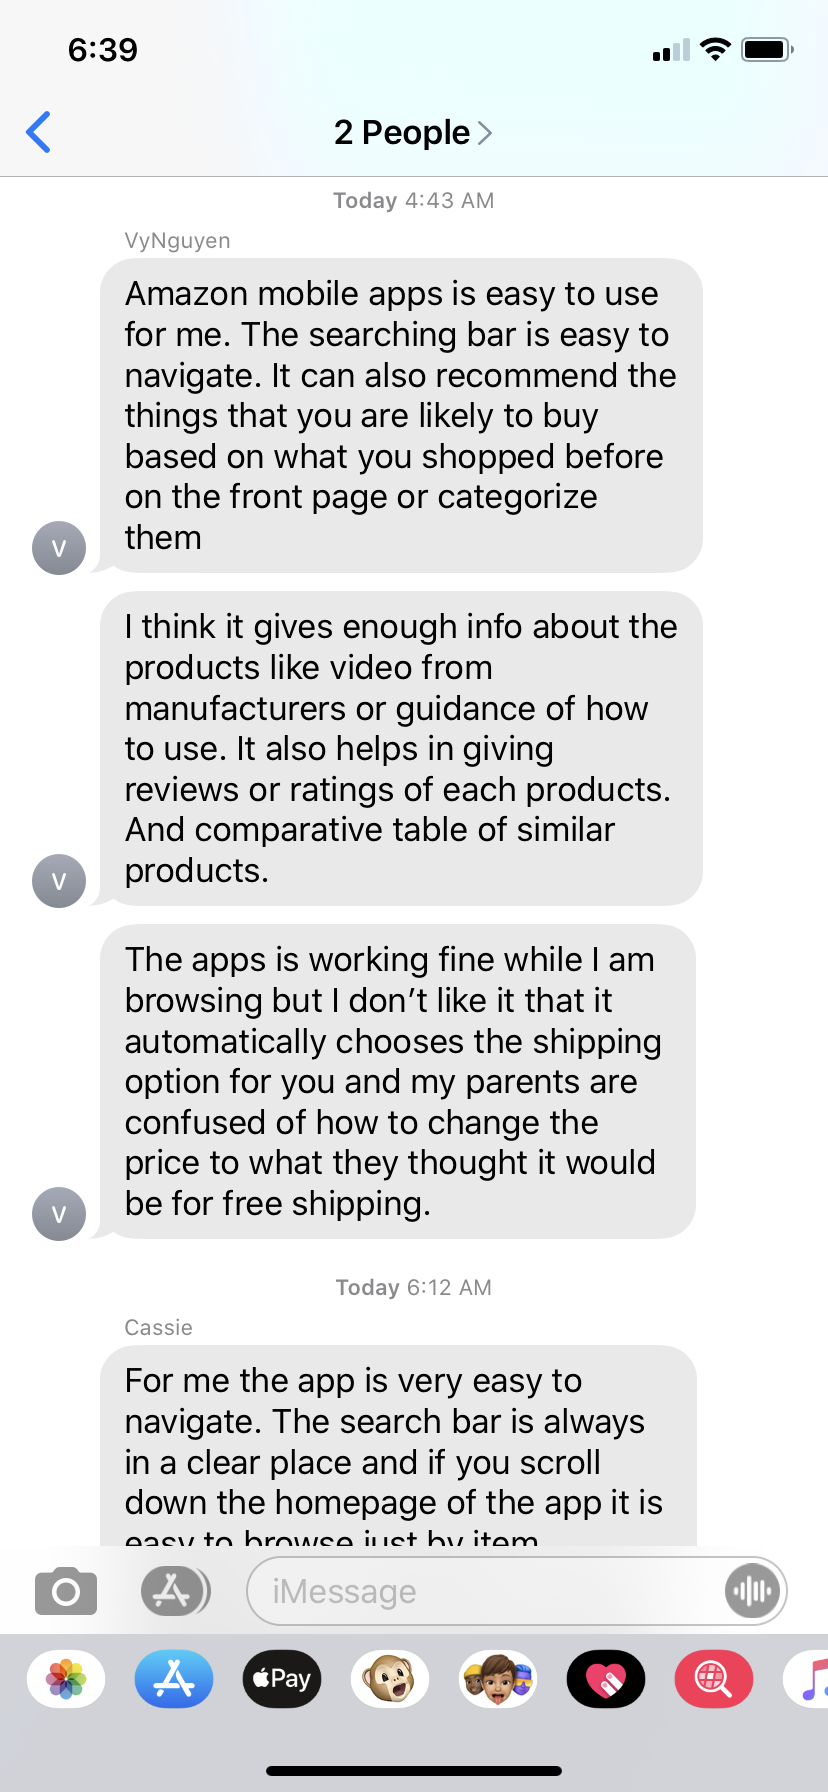 6:39
2 People
Today 4:43 AM
VyNguyen
Amazon mobile apps is easy to use
for me. The searching bar is easy to
navigate. It can also recommend the
things that you are likely to buy
based on what you shopped before
on the front page or categorize
them
V
I think it gives enough info about the
products like video from
manufacturers or guidance of how
to use. It also helps in giving
reviews or ratings of each products.
And comparative table of similar
products.
V
The apps is working fine while I am
browsing but I don’t like it that it
automatically chooses the shipping
option for you and my parents are
confused of how to change the
price to what they thought it would
be for free shipping.
V
Today 6:12 AM
Cassie
For me the app is very easy to
navigate. The search bar is always
in a clear place and if you scroll
down the homepage of the app it is
easy to browse just by item
iMessage
Pay